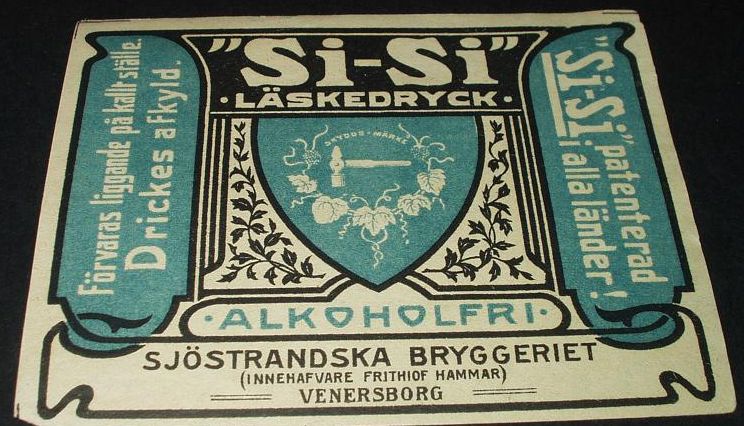 "Si-Si"
·LÄSKEDRYCK·
Förvaras liggande på kallt ställe.
Drickes afkyld.
SKYDDS-MÄRKE
"Si-Si" patenterad
i alla länder!
·ALKOHOLFRI·
SJÖSTRANDSKA BRYGGERIET
(INNEHAFVARE FRITHIOF HAMMAR)
VENERSBORG